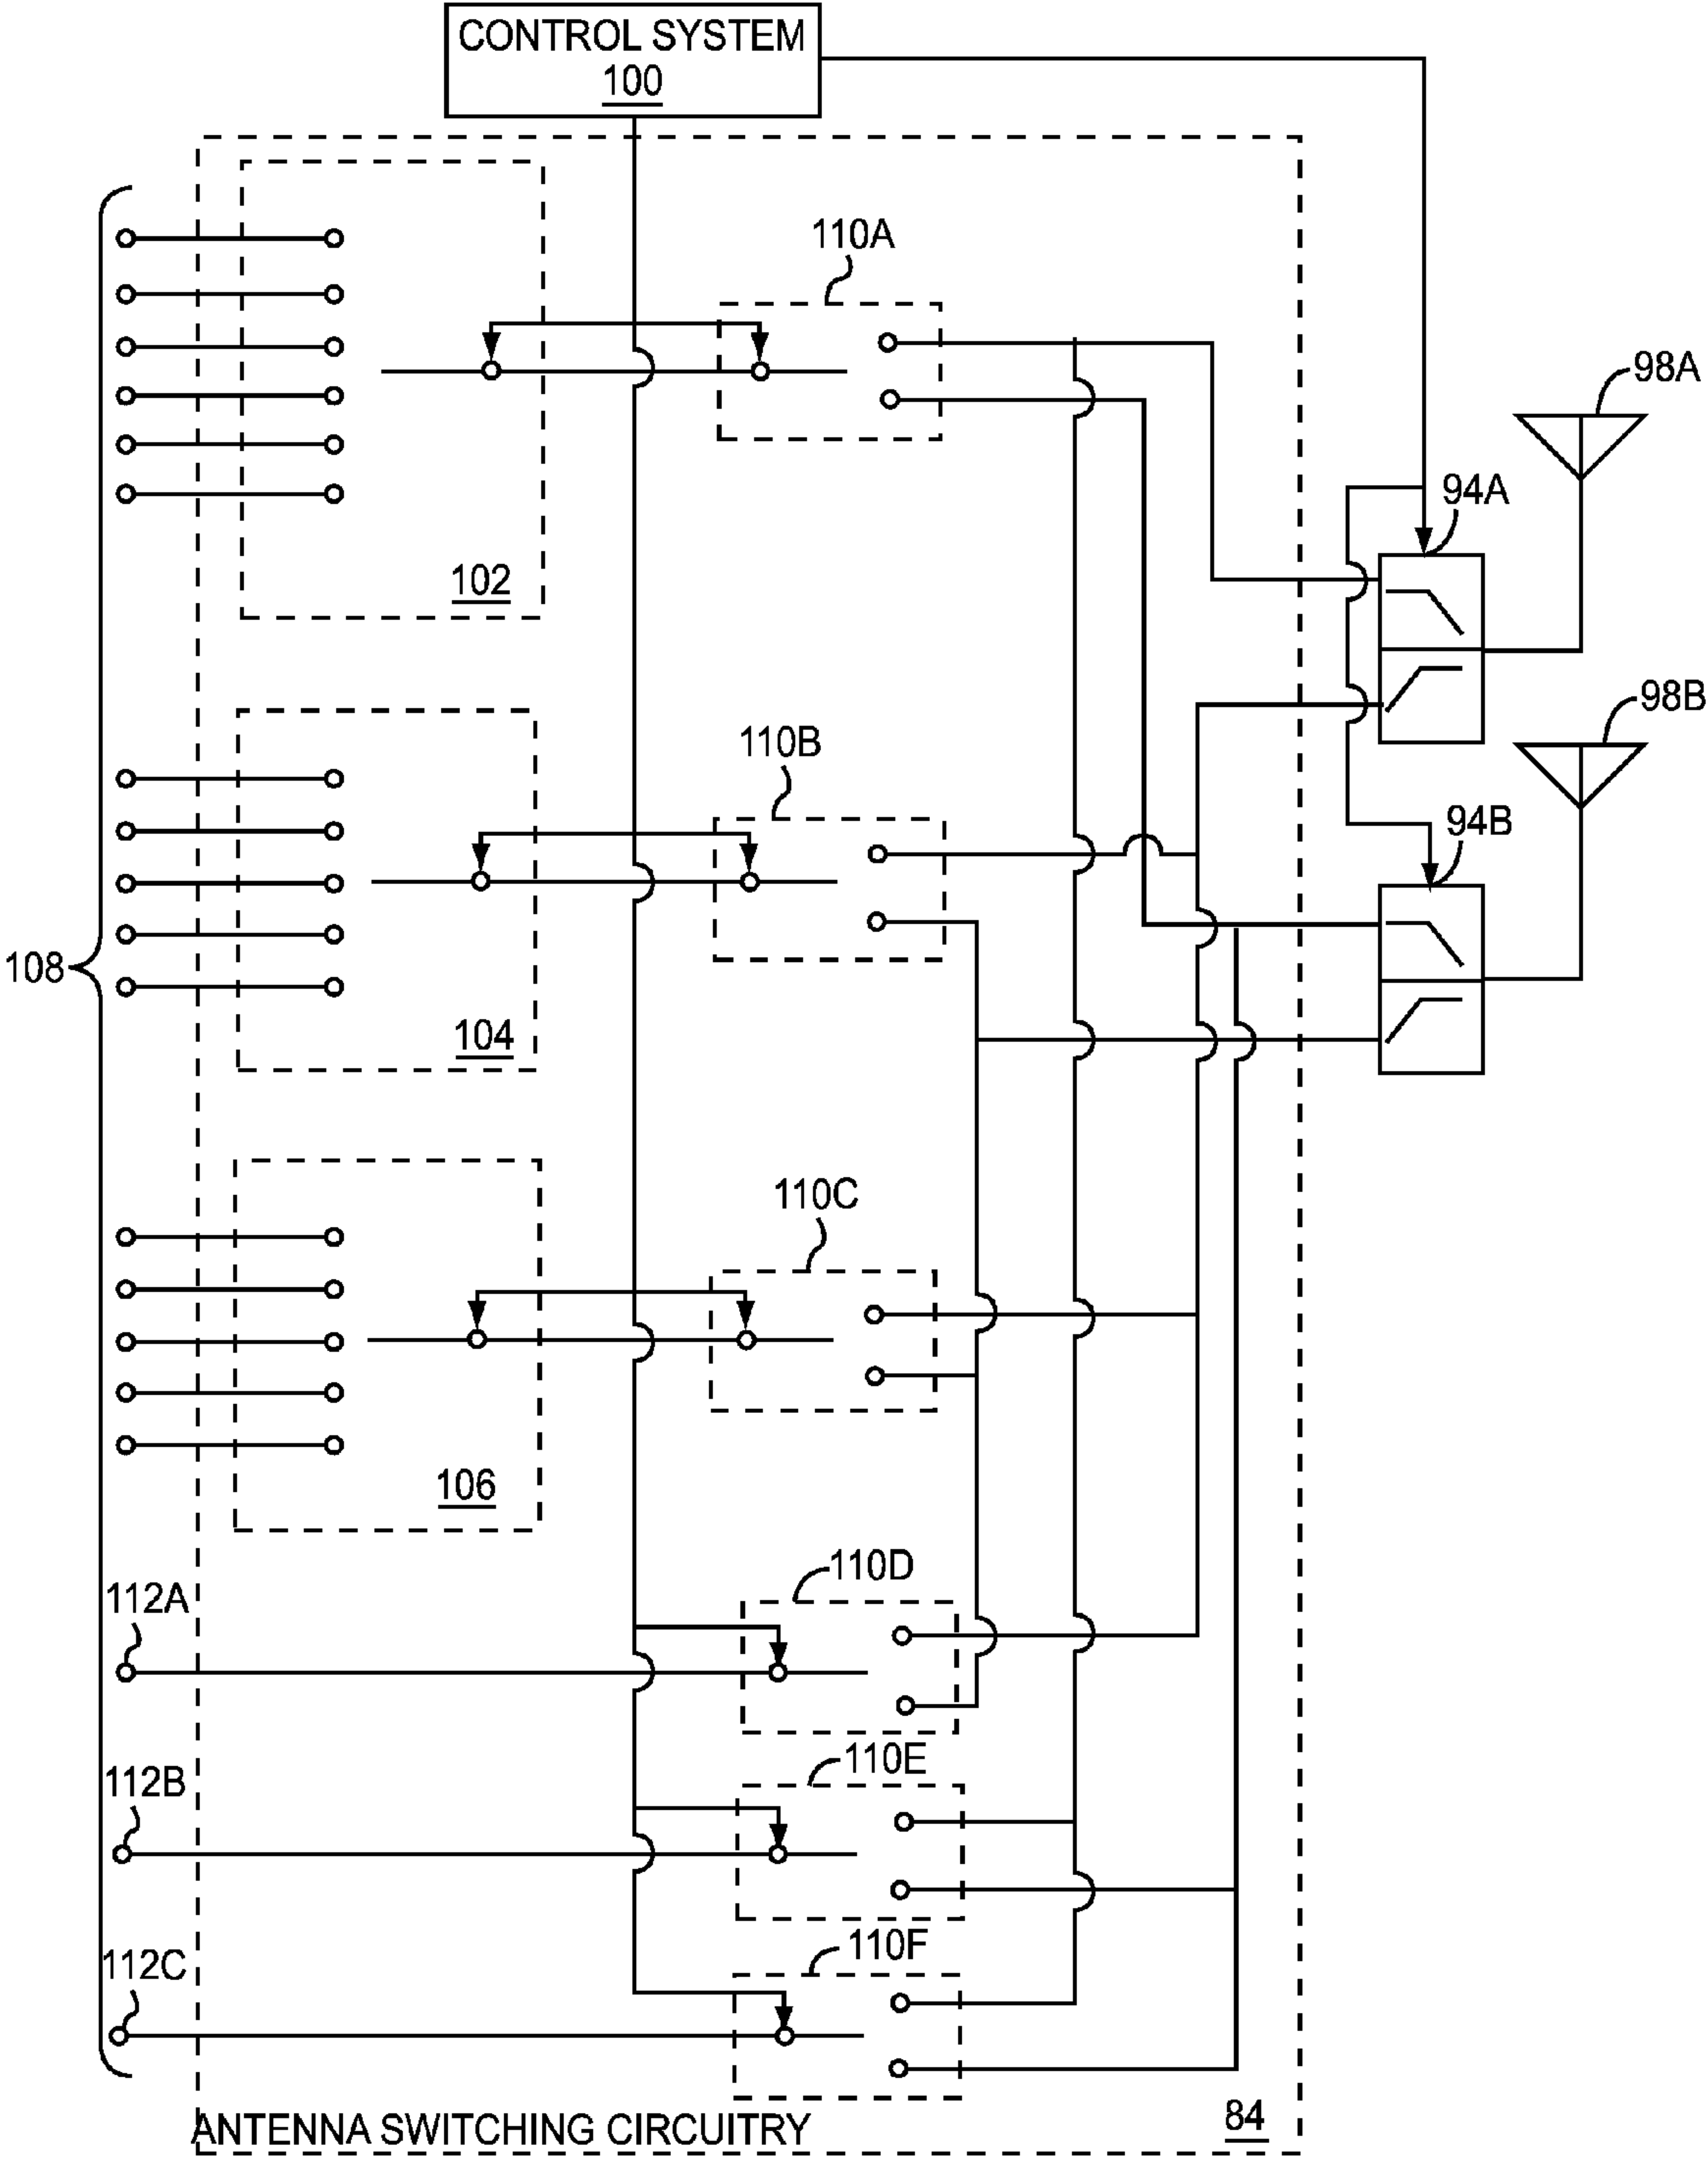 CONTROL SYSTEM
100
110A
98A
94A
102
98B
110B
94B
108
104
110C
106
110D
112A
110E
112B
110F
112C
ANTENNA SWITCHING CIRCUITRY
84